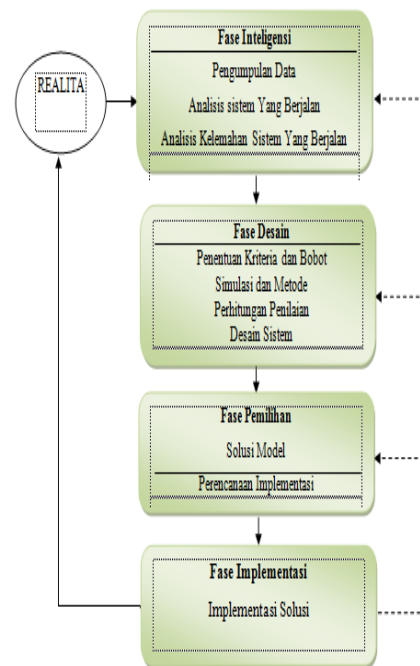 REALITA
Fase Inteligensi
Pengumpulan Data
Analisis sistem Yang Berjalan
Analisis Kelemahan Sistem Yang Berjalan
Fase Desain
Penentuan Kriteria dan Bobot
Simulasi dan Metode
Perhitungan Penilaian
Desain Sistem
Fase Pemilihan
Solusi Model
Perencanaan Implementasi
Fase Implementasi
Implementasi Solusi